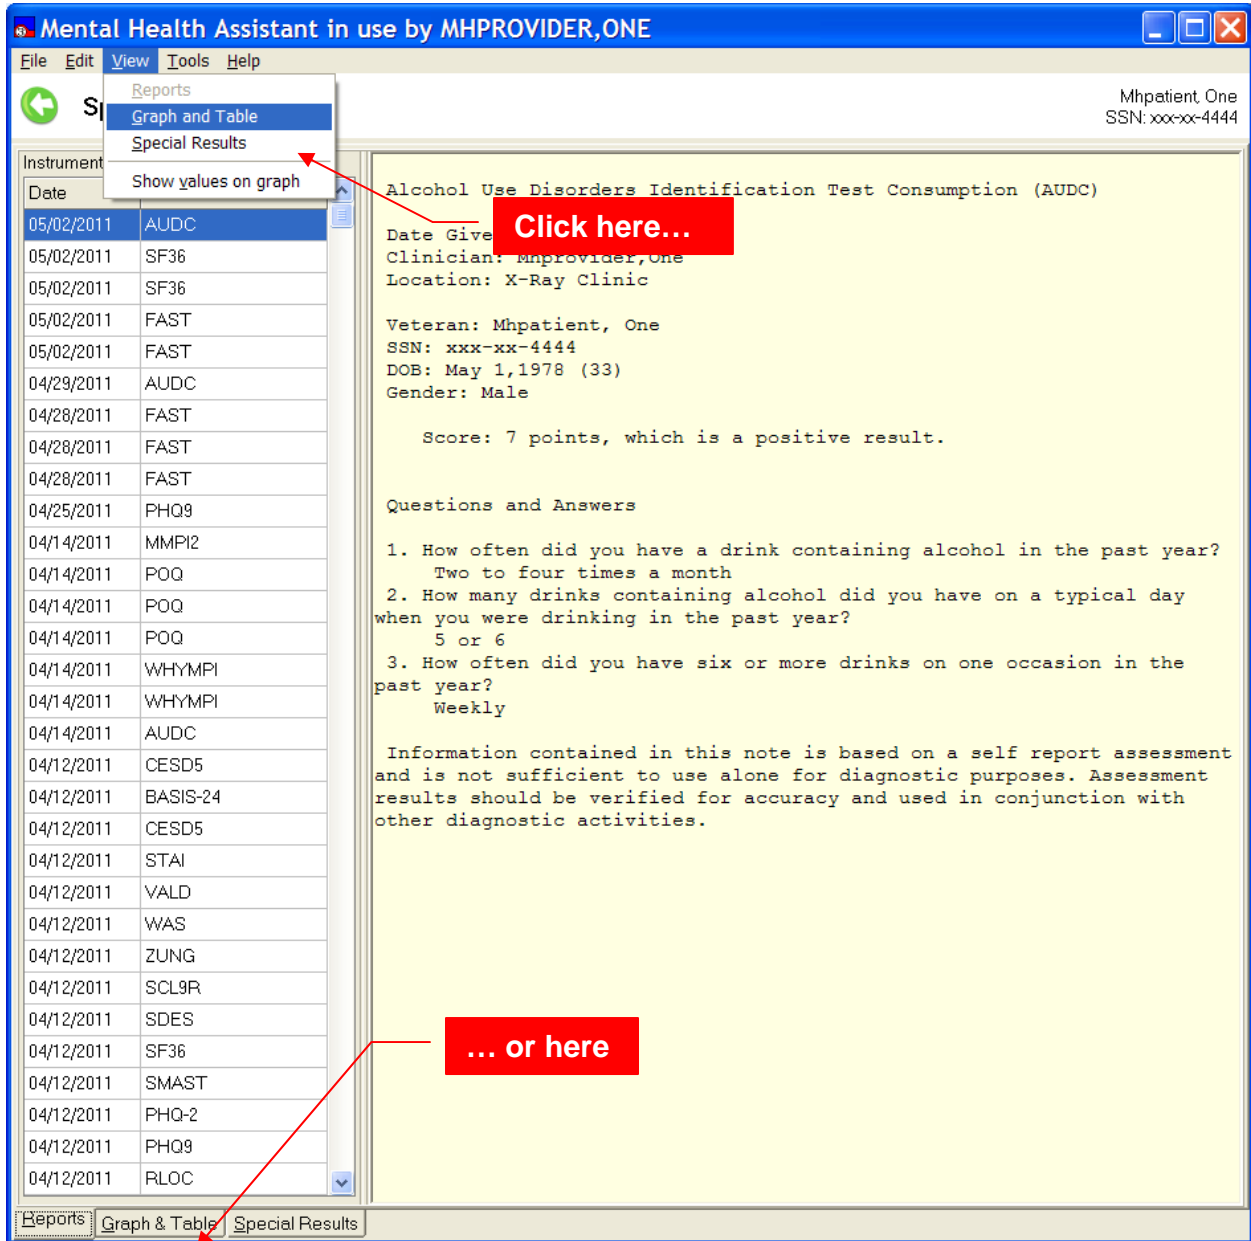 Mental Health Assistant in use by MHPROVIDER,ONE
File Edit View Tools Help
Reports
Graph and Table
Special Results
Show values on graph
Mhpatient, One
SSN: xxx-xx-4444
Instrument
Date
05/02/2011 AUDC
05/02/2011 SF36
05/02/2011 SF36
05/02/2011 FAST
05/02/2011 FAST
04/29/2011 AUDC
04/28/2011 FAST
04/28/2011 FAST
04/28/2011 FAST
04/25/2011 PHQ9
04/14/2011 MMPI2
04/14/2011 POQ
04/14/2011 POQ
04/14/2011 POQ
04/14/2011 WHYMPI
04/14/2011 WHYMPI
04/14/2011 AUDC
04/12/2011 CESD5
04/12/2011 BASIS-24
04/12/2011 CESD5
04/12/2011 STAI
04/12/2011 VALD
04/12/2011 WAS
04/12/2011 ZUNG
04/12/2011 SCL9R
04/12/2011 SDES
04/12/2011 SF36
04/12/2011 SMAST
04/12/2011 PHQ-2
04/12/2011 PHQ9
04/12/2011 RLOC
Alcohol Use Disorders Identification Test Consumption (AUDC)
Click here…
Date Give
Clinician: Mhprovider,One
Location: X-Ray Clinic
Veteran: Mhpatient, One
SSN: xxx-xx-4444
DOB: May 1,1978 (33)
Gender: Male
Score: 7 points, which is a positive result.
Questions and Answers
1. How often did you have a drink containing alcohol in the past year?
Two to four times a month
2. How many drinks containing alcohol did you have on a typical day
when you were drinking in the past year?
5 or 6
3. How often did you have six or more drinks on one occasion in the
past year?
Weekly
Information contained in this note is based on a self report assessment
and is not sufficient to use alone for diagnostic purposes. Assessment
results should be verified for accuracy and used in conjunction with
other diagnostic activities.
… or here
Reports Graph & Table Special Results